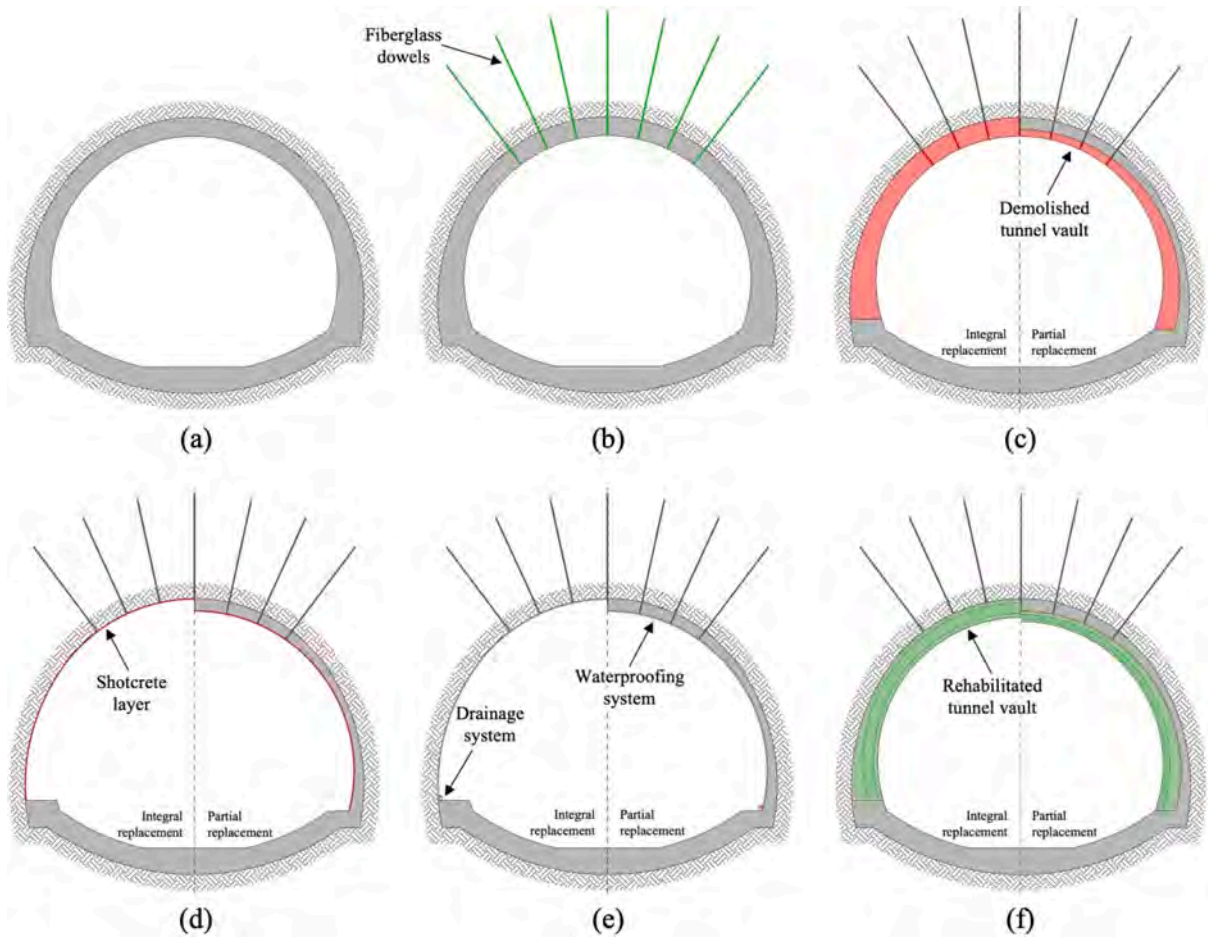 Fiberglass
dowels
Demolished
tunnel vault
Integral
replacement
Partial
replacement
(a)
(b)
(c)
Shotcrete
layer
Integral
replacement
Partial
replacement
Waterproofing
system
Drainage
system
Integral
replacement
Partial
replacement
Rehabilitated
tunnel vault
Integral
replacement
Partial
replacement
(d)
(e)
(f)